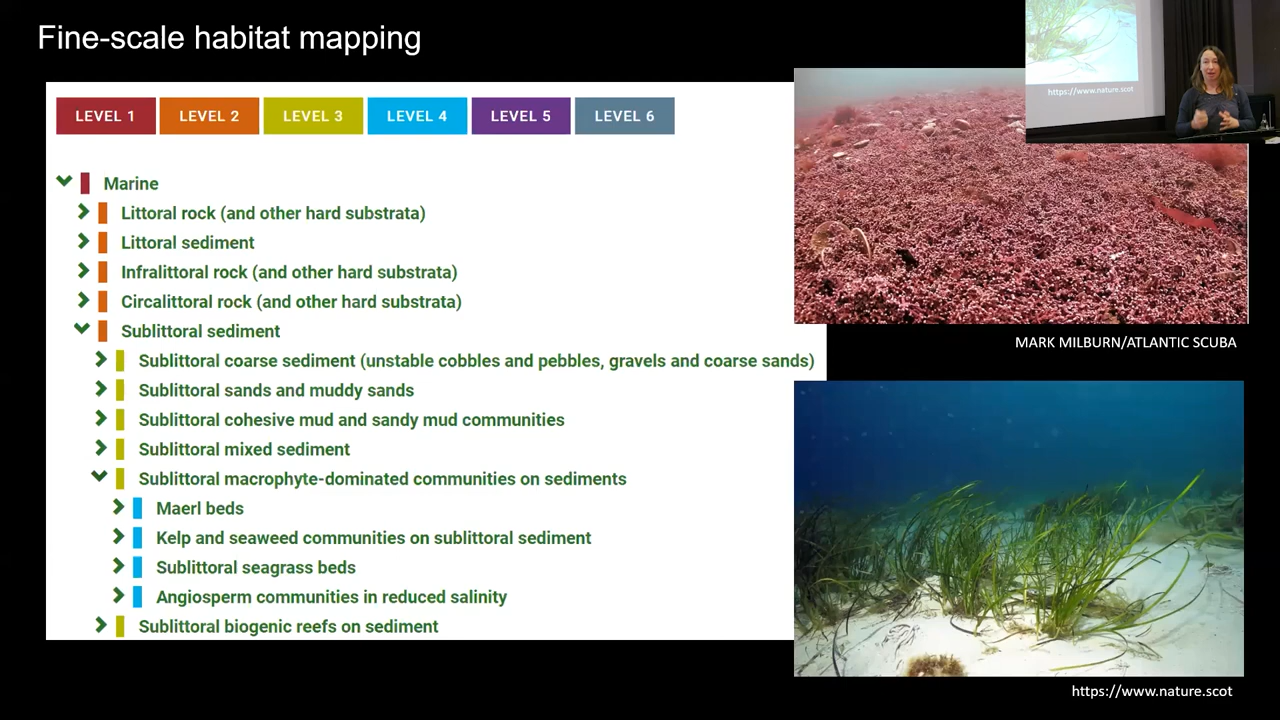 Fine-scale habitat mapping
https://www.nature.scot
LEVEL 1
LEVEL 2
LEVEL 3
LEVEL 4
LEVEL 5
LEVEL 6
Marine
Littoral rock (and other hard substrata)
Littoral sediment
Infralittoral rock (and other hard substrata)
Circalittoral rock (and other hard substrata)
Sublittoral sediment
Sublittoral coarse sediment (unstable cobbles and pebbles, gravels and coarse sands)
Sublittoral sands and muddy sands
Sublittoral cohesive mud and sandy mud communities
Sublittoral mixed sediment
Sublittoral macrophyte-dominated communities on sediments
Maerl beds
Kelp and seaweed communities on sublittoral sediment
Sublittoral seagrass beds
Angiosperm communities in reduced salinity
Sublittoral biogenic reefs on sediment
MARK MILBURN/ATLANTIC SCUBA
https://www.nature.scot